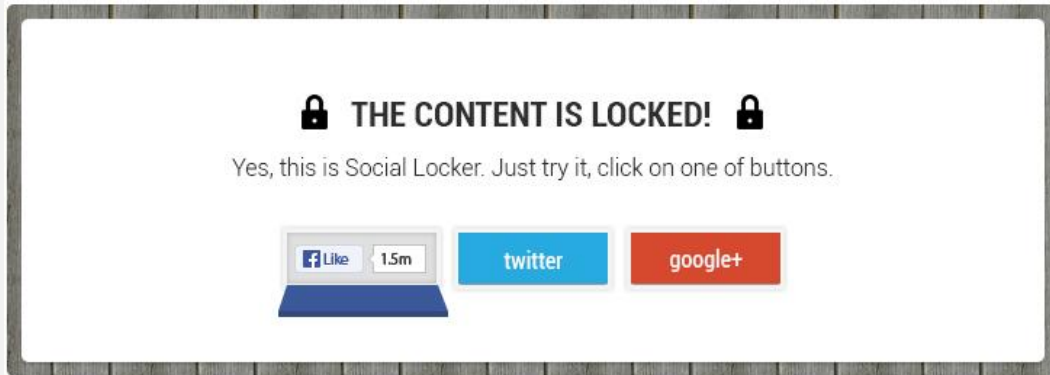 THE CONTENT IS LOCKED!
Yes, this is Social Locker. Just try it, click on one of buttons.
f Like 1.5m twitter google+